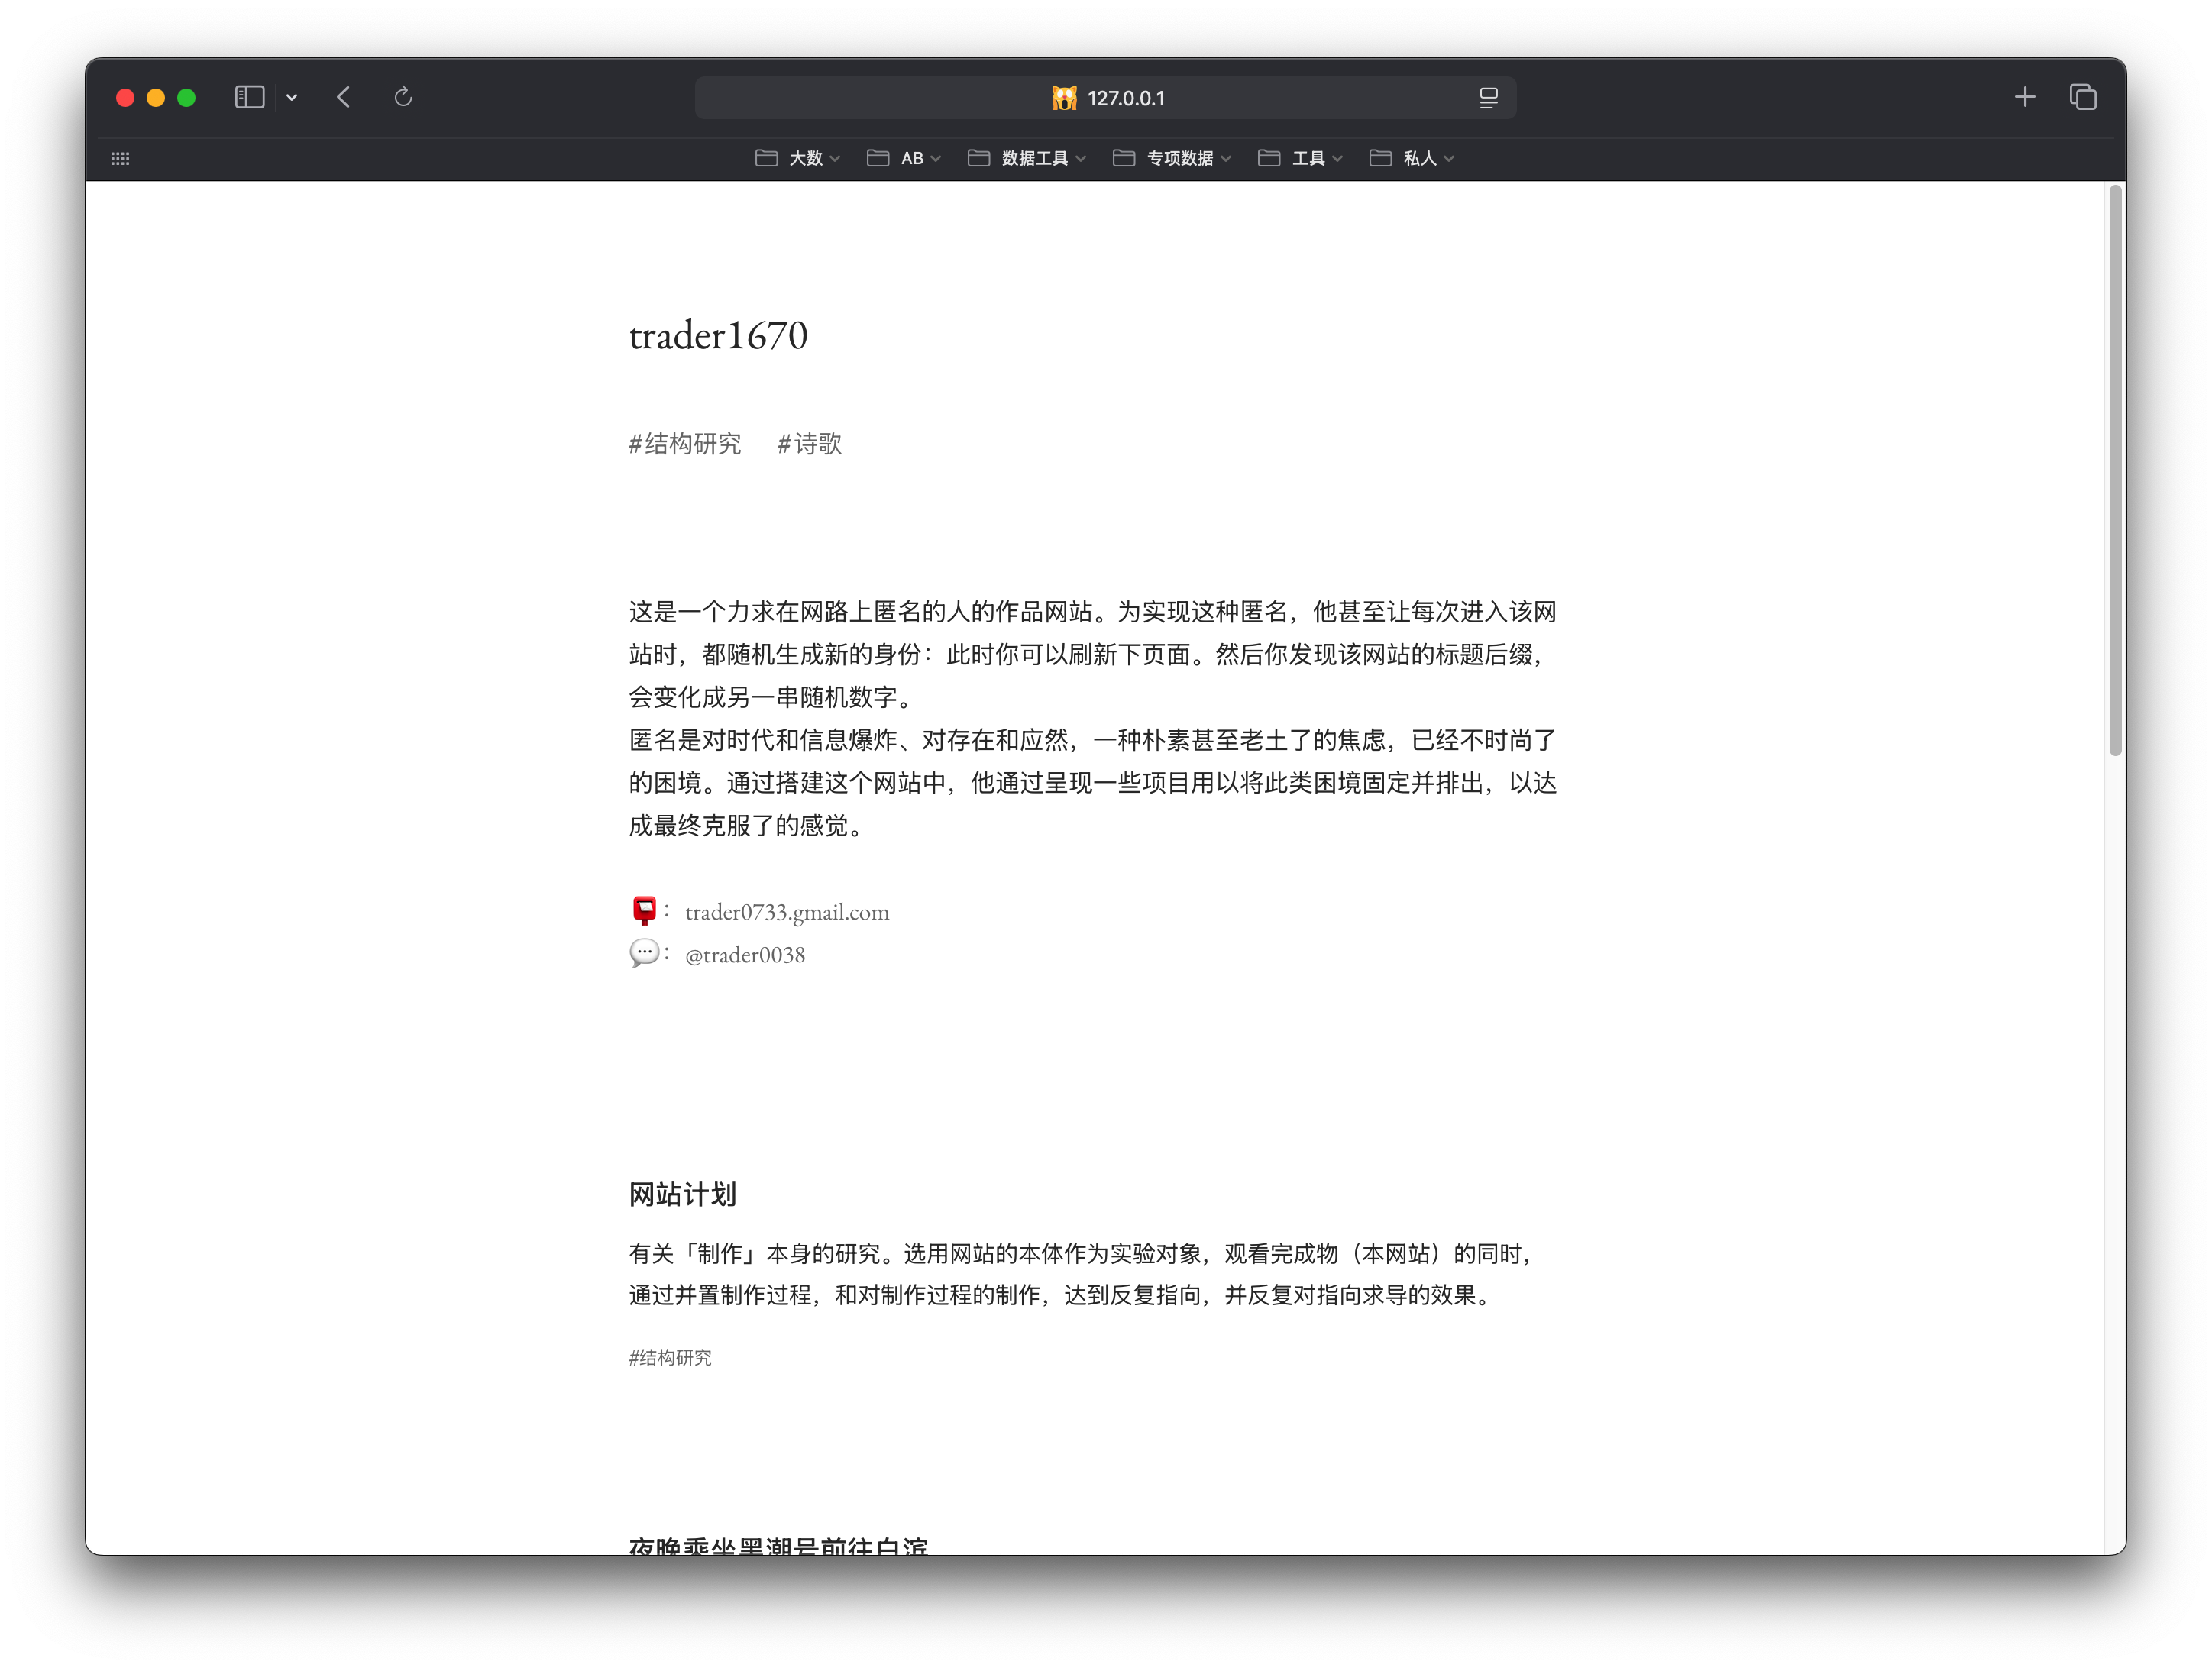 127.0.0.1
大数
AB
数据工具
专项数据
工具
私人
trader1670
#结构研究 #诗歌
这是一个力求在网路上匿名的人的作品网站。为实现这种匿名，他甚至让每次进入该网
站时，都随机生成新的身份：此时你可以刷新下页面。然后你发现该网站的标题后缀，
会变化成另一串随机数字。
匿名是对时代和信息爆炸、对存在和应然，一种朴素甚至老土了的焦虑，已经不时尚了
的困境。通过搭建这个网站中，他通过呈现一些项目用以将此类困境固定并排出，以达
成最终克服了的感觉。
： trader0733.gmail.com
： @trader0038
网站计划
有关「制作」本身的研究。选用网站的本体作为实验对象，观看完成物（本网站）的同时，
通过并置制作过程，和对制作过程的制作，达到反复指向，并反复对指向求导的效果。
#结构研究
夜晚乘坐黑潮号前往白滨